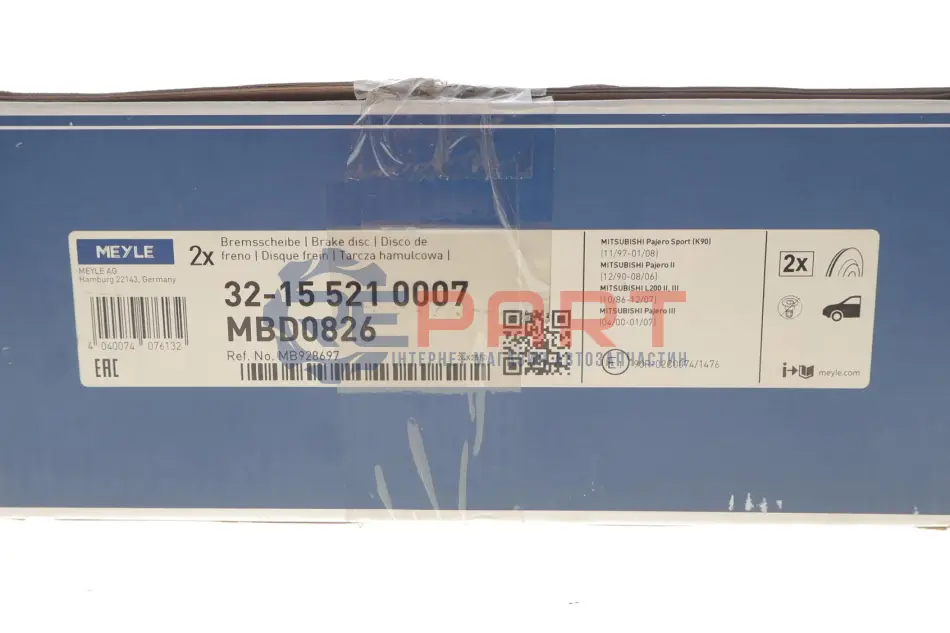 MEYLE
MEYLE AG
Hamburg 22143, Germany
4 040074 076132
EAC
2x
Bremsscheibe | Brake disc | Disco de
freno | Disque frein | Tarcza hamulcowa |
32-15 521 0007
MBD0826
Ref. No. MB928697
MITSUBISHI Pajero Sport (K90)
(11/97-01/08)
MITSUBISHI Pajero II
(12/90-08/06)
MITSUBISHI L200 II, III
(10/86-12/07)
MITSUBISHI Pajero III
(04/00-01/07)
2x
meyle.com
EPART
ІНТЕРНЕТ-МАГАЗИН АВТОЗАПЧАСТИН